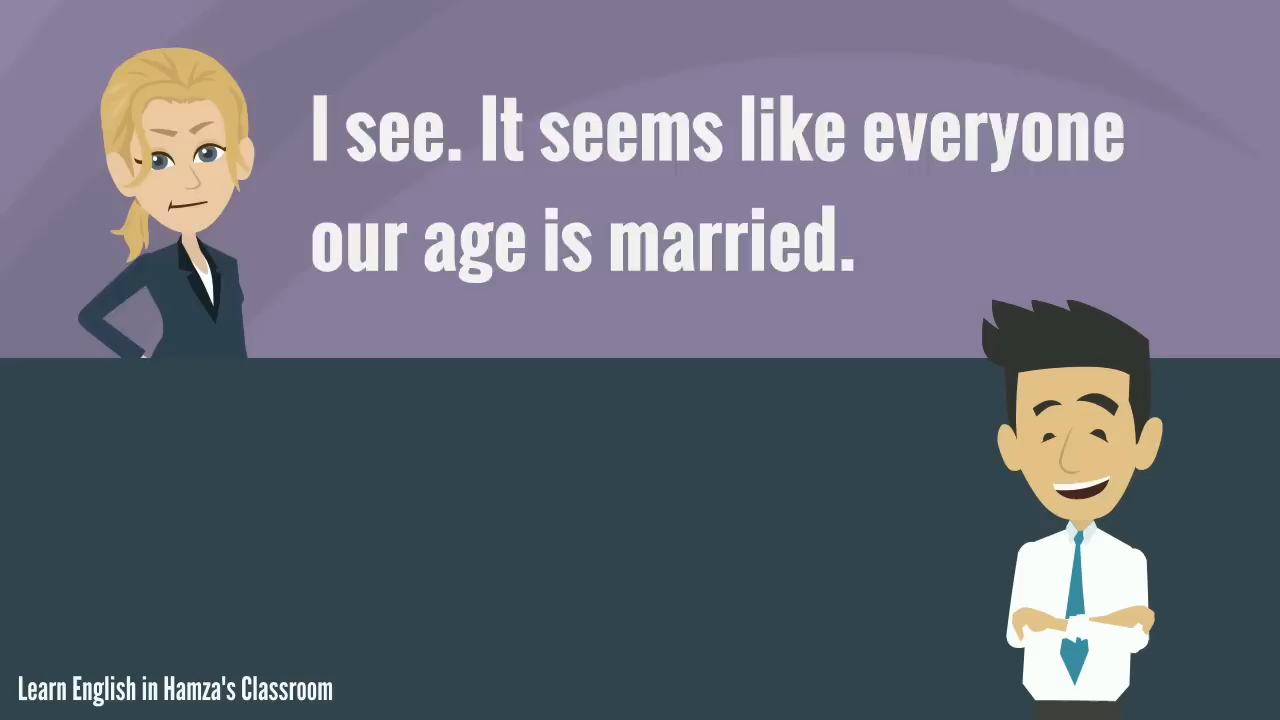 I see. It seems like everyone
our age is married.
Learn English in Hamza's Classroom